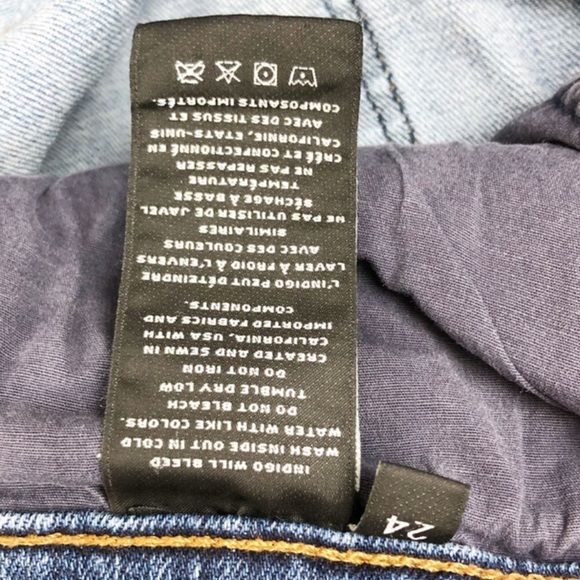 INDIGO WILL BLEED
WASH INSIDE OUT IN COLD
WATER WITH LIKE COLORS.
DO NOT BLEACH
TUMBLE DRY LOW
DO NOT IRON
CREATED AND SEWN IN
CALIFORNIA, USA WITH
IMPORTED FABRICS AND
COMPONENTS.
L'INDIGO PEUT DÉTEINDRE
LAVER À FROID À L'ENVERS
AVEC DES COULEURS
SIMILAIRES
NE PAS UTILISER DE JAVEL
SÉCHAGE À BASSE
TEMPÉRATURE
NE PAS REPASSER
CRÉÉ ET CONFECTIONNÉ EN
CALIFORNIE, ETATS-UNIS
AVEC DES TISSUS ET
COMPOSANTS IMPORTÉS.
24